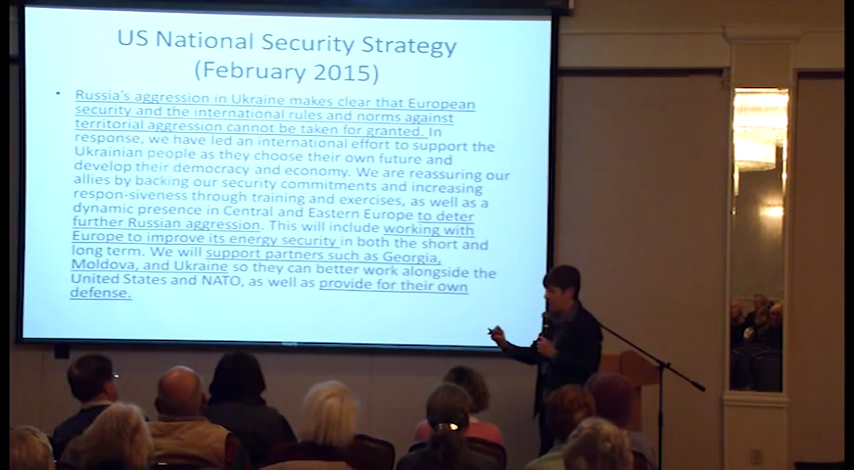 US National Security Strategy
(February 2015)
• Russia's aggression in Ukraine makes clear that European
security and the international rules and norms against
territorial aggression cannot be taken for granted. In
response, we have led an international effort to support the
Ukrainian people as they choose their own future and
develop their democracy and economy. We are reassuring our
allies by backing our security commitments and increasing
respon-siveness through training and exercises, as well as a
dynamic presence in Central and Eastern Europe to deter
further Russian aggression. This will include working with
Europe to improve its energy security in both the short and
long term. We will support partners such as Georgia,
Moldova, and Ukraine so they can better work alongside the
United States and NATO, as well as provide for their own
defense.